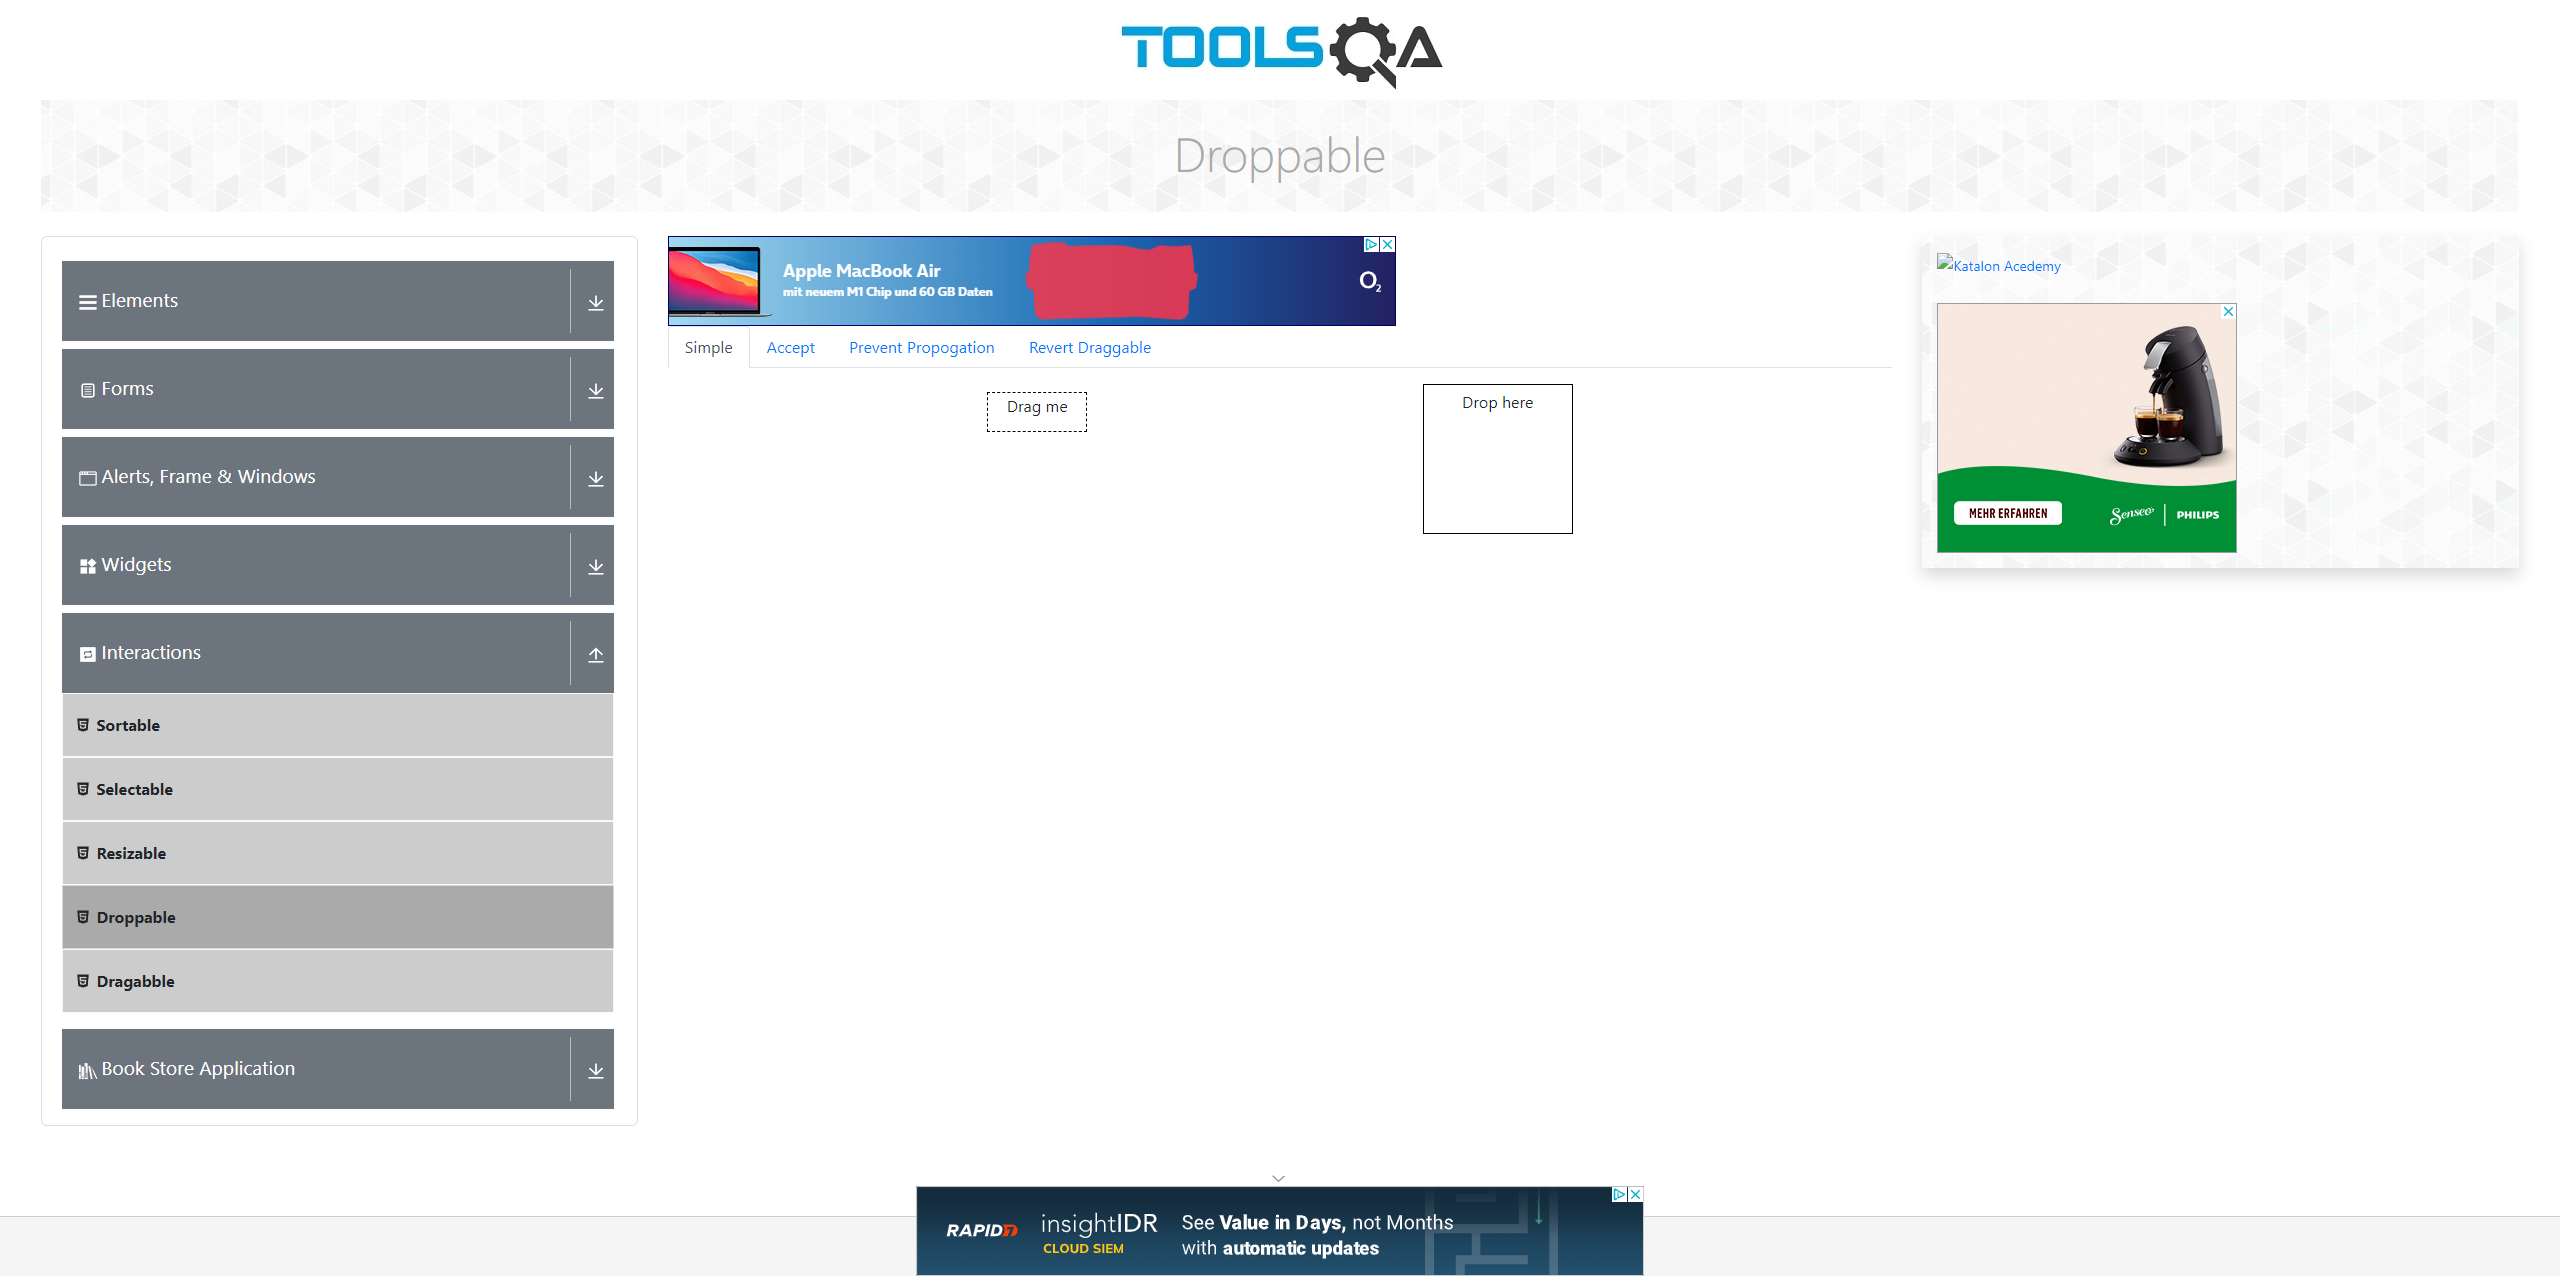 TOOLSQA
Droppable
Elements
Forms
Alerts, Frame & Windows
Widgets
Interactions
Sortable
Selectable
Resizable
Droppable
Dragabble
Book Store Application
Apple MacBook Air
mit neuem M1 Chip und 60 GB Daten
O2
Simple Accept Prevent Propogation Revert Draggable
Drag me
Drop here
Katalon Acedemy
MEHR ERFAHREN
Senseo PHILIPS
RAPID7 insightIDR
CLOUD SIEM
See Value in Days, not Months
with automatic updates